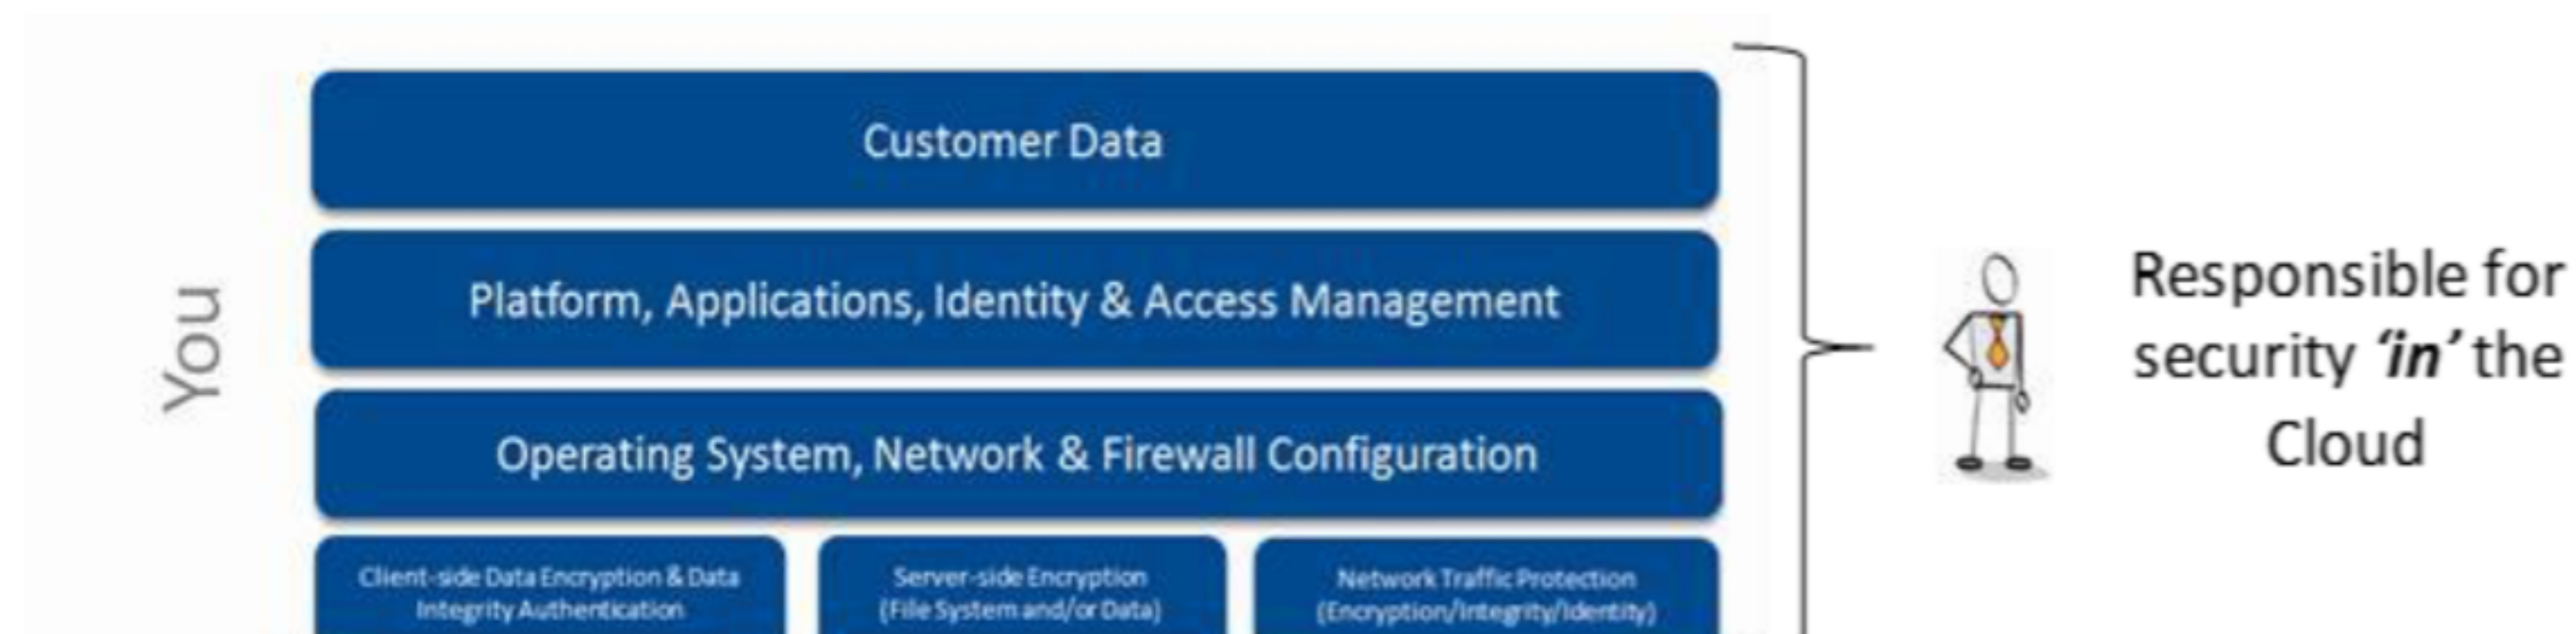 You
Customer Data
Platform, Applications, Identity & Access Management
Operating System, Network & Firewall Configuration
Client-side Data Encryption & Data
Integrity Authentication
Server-side Encryption
(File System and/or Data)
Network Traffic Protection
(Encryption/Integrity/Identity)
Responsible for
security ‘in’ the
Cloud